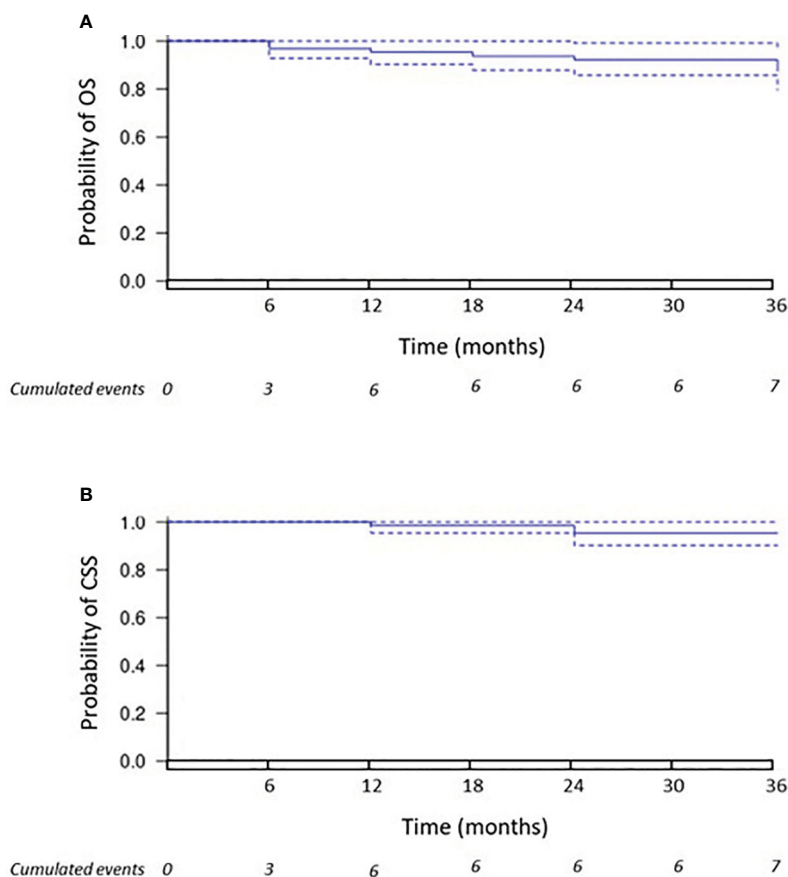 A
Probability of OS
1.0
0.8
0.6
0.4
0.2
0.0
6 12 18 24 30 36
Time (months)
Cumulated events 0 3 6 6 6 6 7
B
Probability of CSS
1.0
0.8
0.6
0.4
0.2
0.0
6 12 18 24 30 36
Time (months)
Cumulated events 0 3 6 6 6 6 7